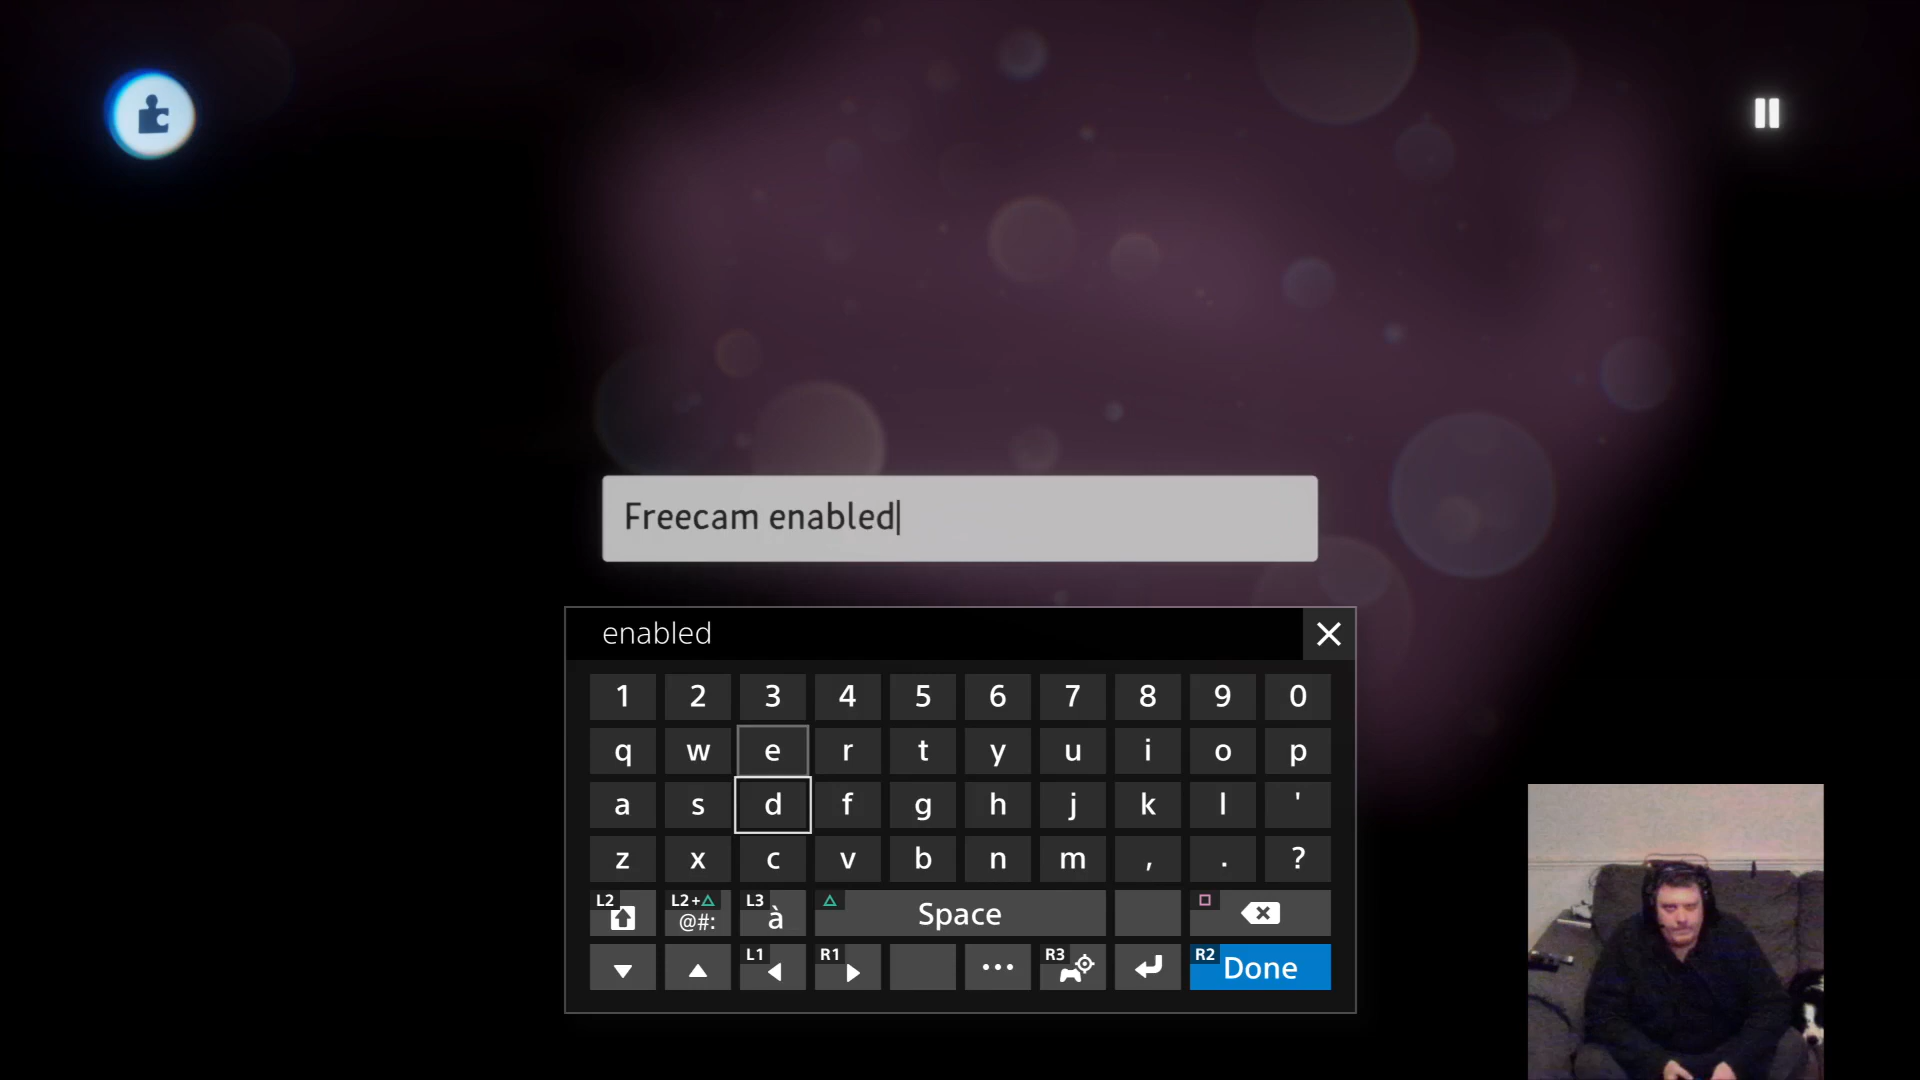 Freecam enabled
enabled
1 2 3 4 5 6 7 8 9 0
q w e r t y u i o p
a s d f g h j k l '
z x c v b n m , . ?
L2 L2+△ @#: L3 à △ Space □
L1 R1 ... R3 R2 Done